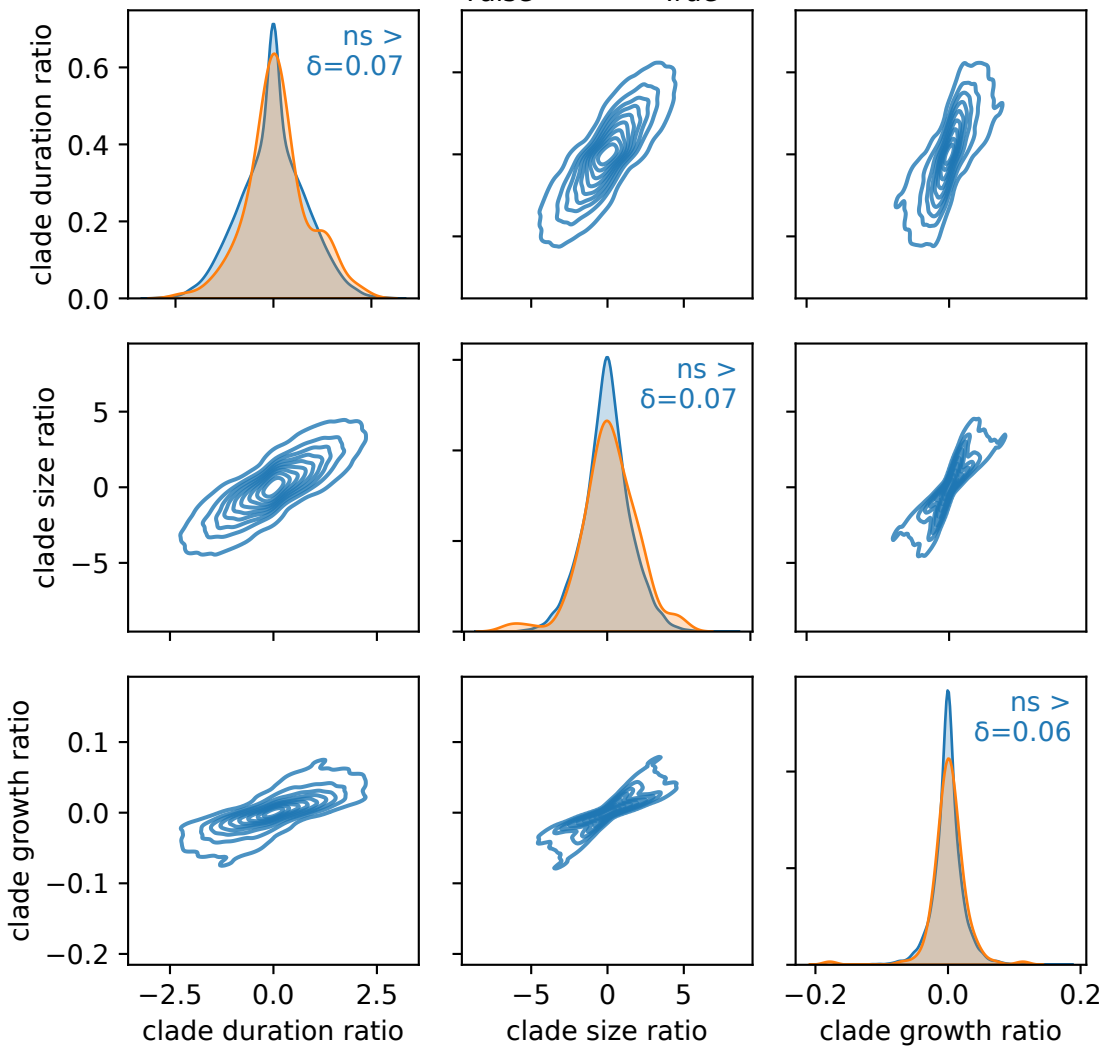 clade duration ratio
0.6
0.4
0.2
0.0
ns >
δ=0.07
clade size ratio
5
0
−5
ns >
δ=0.07
clade growth ratio
0.1
0.0
−0.1
−0.2
ns >
δ=0.06
−2.5 0.0 2.5
−5 0 5
−0.2 0.0 0.2
clade duration ratio
clade size ratio
clade growth ratio